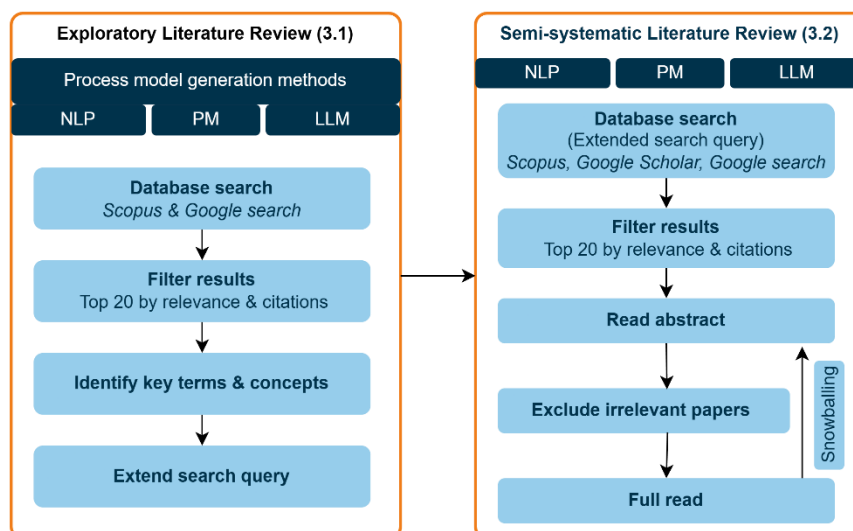 Exploratory Literature Review (3.1)
Process model generation methods
NLP
PM
LLM
Database search
Scopus & Google search
Filter results
Top 20 by relevance & citations
Identify key terms & concepts
Extend search query
Semi-systematic Literature Review (3.2)
NLP
PM
LLM
Database search
(Extended search query)
Scopus, Google Scholar, Google search
Filter results
Top 20 by relevance & citations
Read abstract
Exclude irrelevant papers
Snowballing
Full read